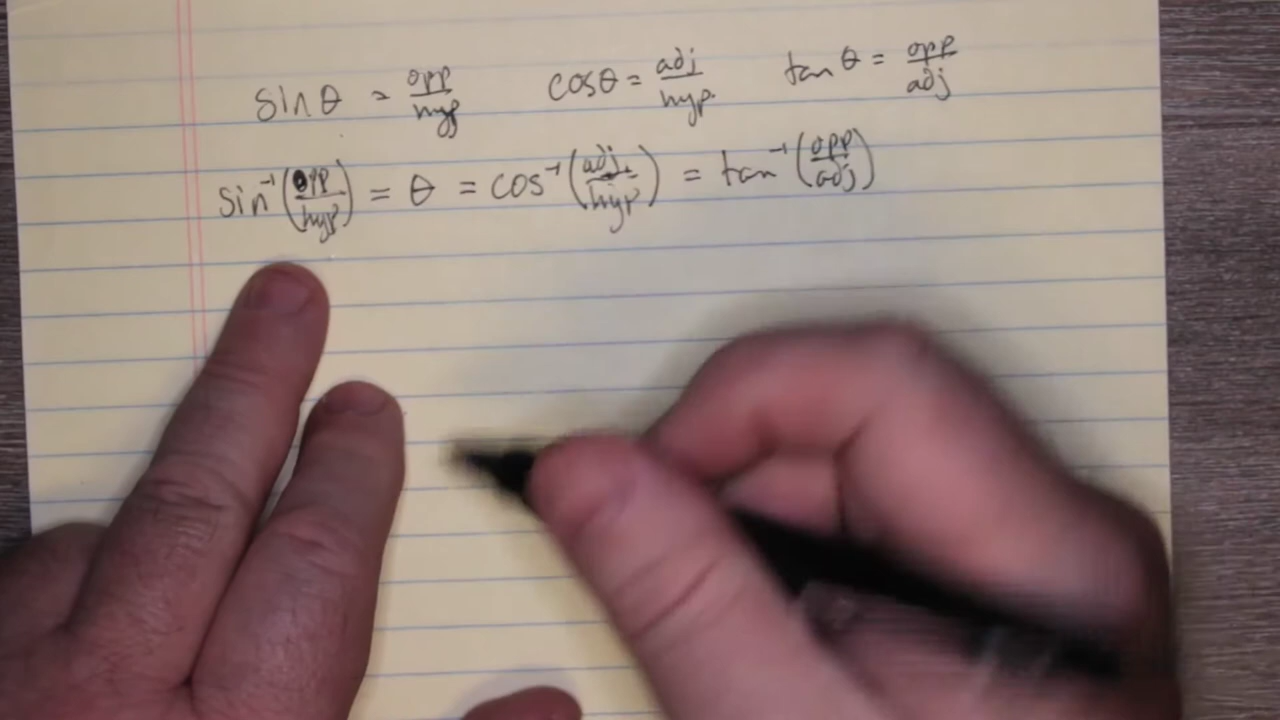 sin θ = opp/hyp cos θ = adj/hyp. tan θ = opp/adj
sin⁻¹(opp/hyp) = θ = cos⁻¹(adj./hyp) = tan⁻¹(opp/adj)